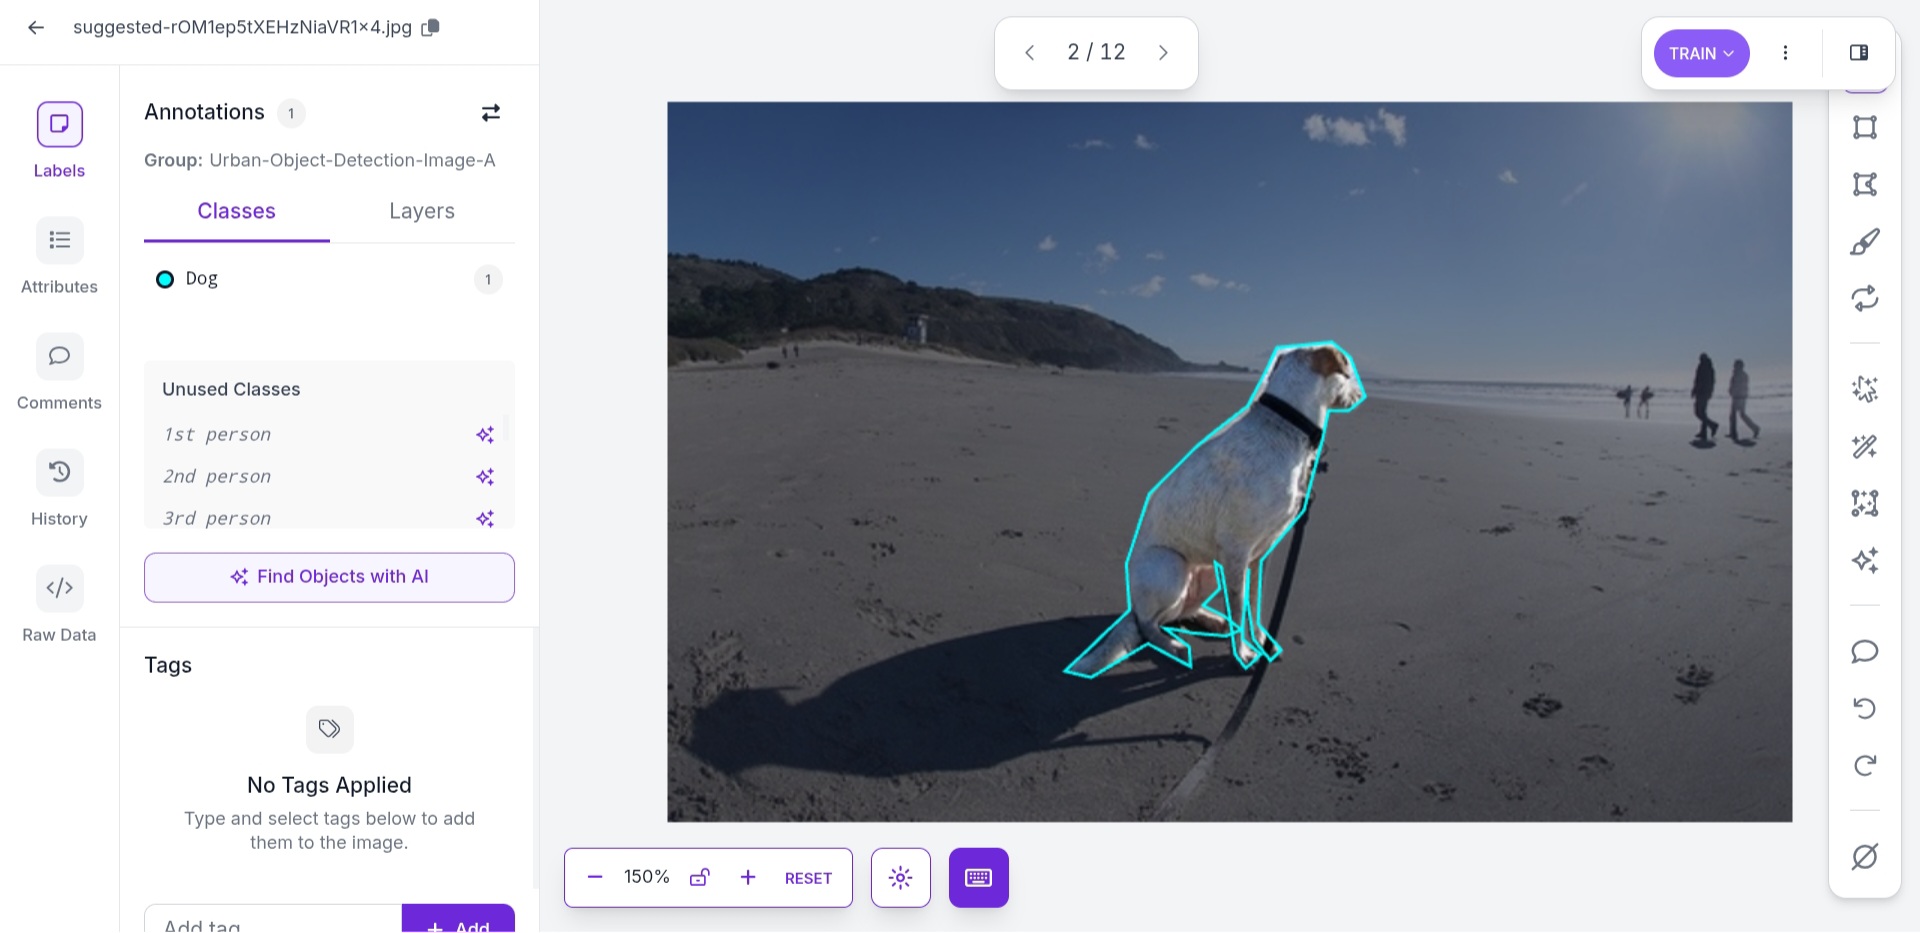 suggested-rOM1ep5tXEHzNiaVR1x4.jpg
2 / 12
TRAIN
Labels
Attributes
Comments
History
Raw Data
Annotations 1
Group: Urban-Object-Detection-Image-A
Classes Layers
Dog 1
Unused Classes
1st person
2nd person
3rd person
Find Objects with AI
Tags
No Tags Applied
Type and select tags below to add
them to the image.
Add tag
+ Add
− 150% + RESET